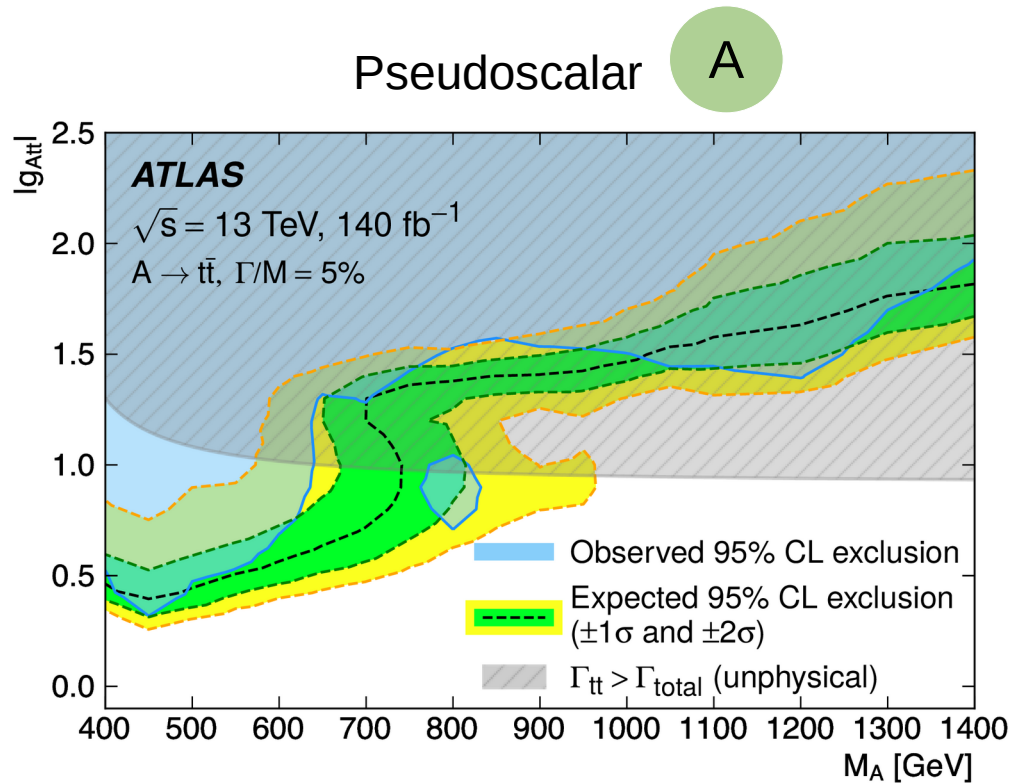 Pseudoscalar A
|g_Att|
2.5
2.0
1.5
1.0
0.5
0.0
ATLAS
√s = 13 TeV, 140 fb⁻¹
A → tt̄, Γ/M = 5%
Observed 95% CL exclusion
Expected 95% CL exclusion
(±1σ and ±2σ)
Γ_tt > Γ_total (unphysical)
400 500 600 700 800 900 1000 1100 1200 1300 1400
M_A [GeV]